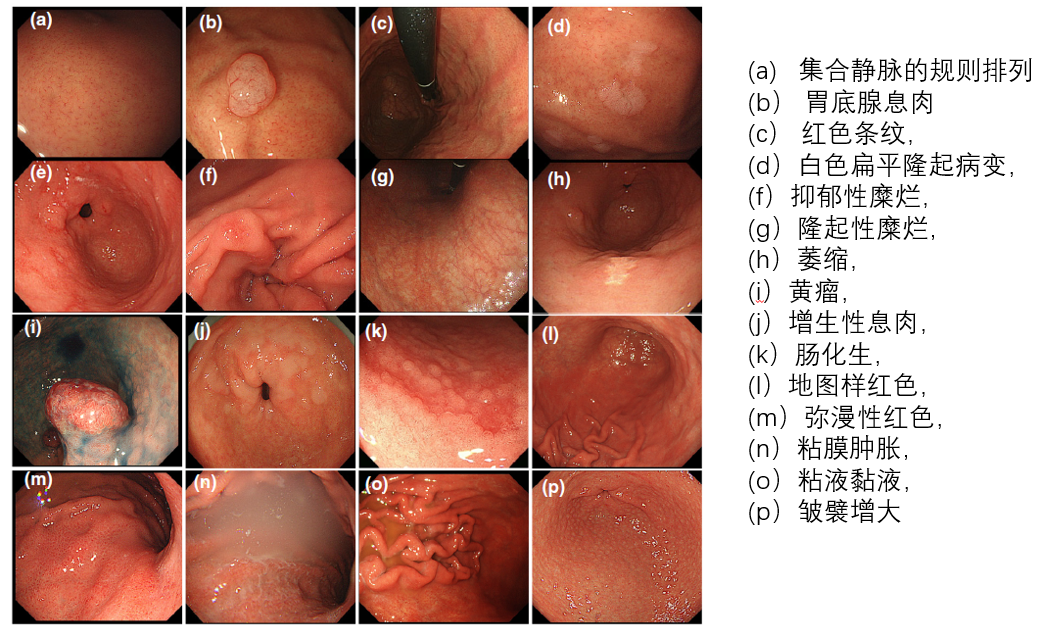 (a)
(b)
(c)
(d)
(e)
(f)
(g)
(h)
(i)
(j)
(k)
(l)
(m)
(n)
(o)
(p)
(a) 集合静脉的规则排列
(b) 胃底腺息肉
(c) 红色条纹,
(d) 白色扁平隆起病变,
(f) 抑郁性糜烂,
(g) 隆起性糜烂,
(h) 萎缩,
(i) 黄瘤,
(j) 增生性息肉,
(k) 肠化生,
(l) 地图样红色,
(m) 弥漫性红色,
(n) 粘膜肿胀,
(o) 粘液黏液,
(p) 皱襞增大